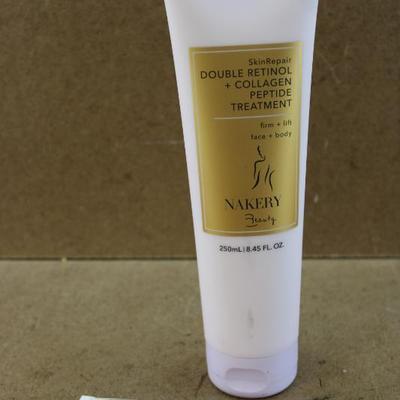 SkinRepair
DOUBLE RETINOL
+ COLLAGEN
PEPTIDE
TREATMENT
firm + lift
face + body
NAKERY
Beauty
250mL | 8.45 FL. OZ.